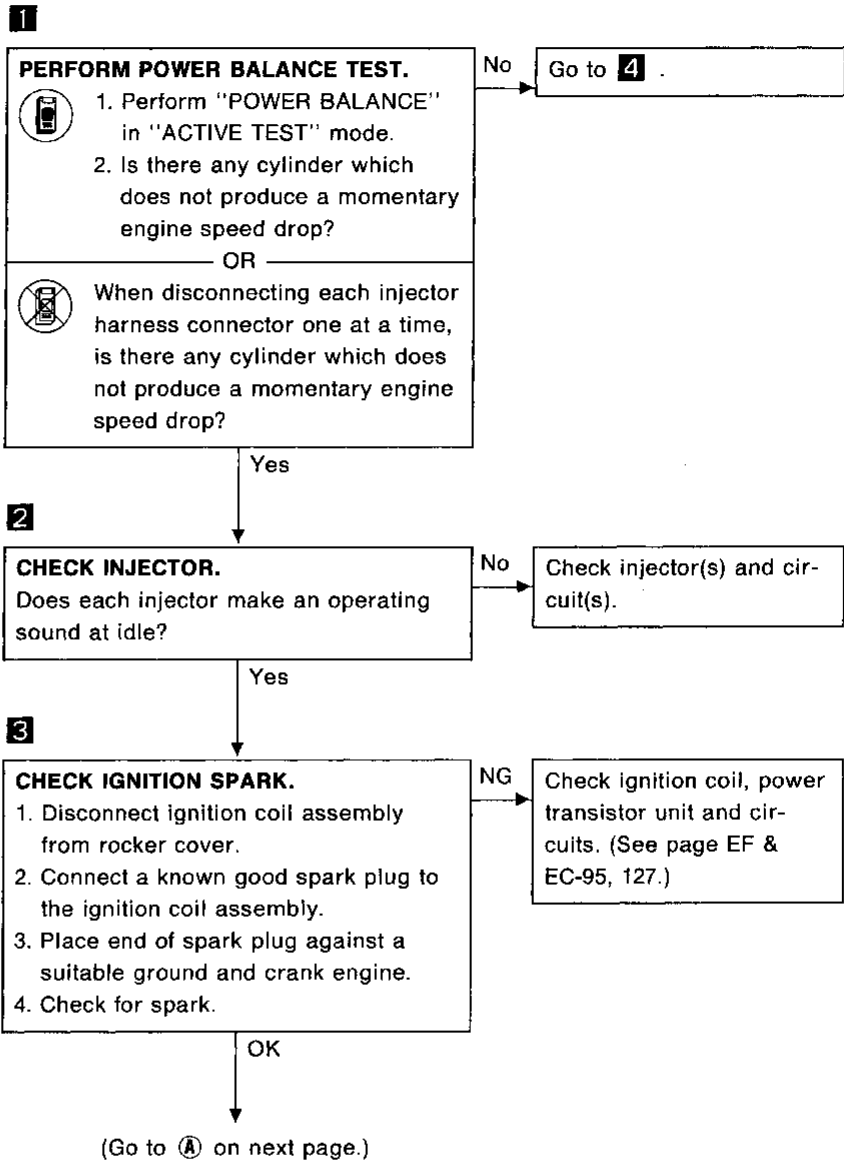 1
PERFORM POWER BALANCE TEST.
1. Perform "POWER BALANCE"
in "ACTIVE TEST" mode.
2. Is there any cylinder which
does not produce a momentary
engine speed drop?
OR
When disconnecting each injector
harness connector one at a time,
is there any cylinder which does
not produce a momentary engine
speed drop?
No
Go to 4 .
Yes
2
CHECK INJECTOR.
Does each injector make an operating
sound at idle?
No
Check injector(s) and cir-
cuit(s).
Yes
3
CHECK IGNITION SPARK.
1. Disconnect ignition coil assembly
from rocker cover.
2. Connect a known good spark plug to
the ignition coil assembly.
3. Place end of spark plug against a
suitable ground and crank engine.
4. Check for spark.
NG
Check ignition coil, power
transistor unit and cir-
cuits. (See page EF &
EC-95, 127.)
OK
(Go to Ⓐ on next page.)